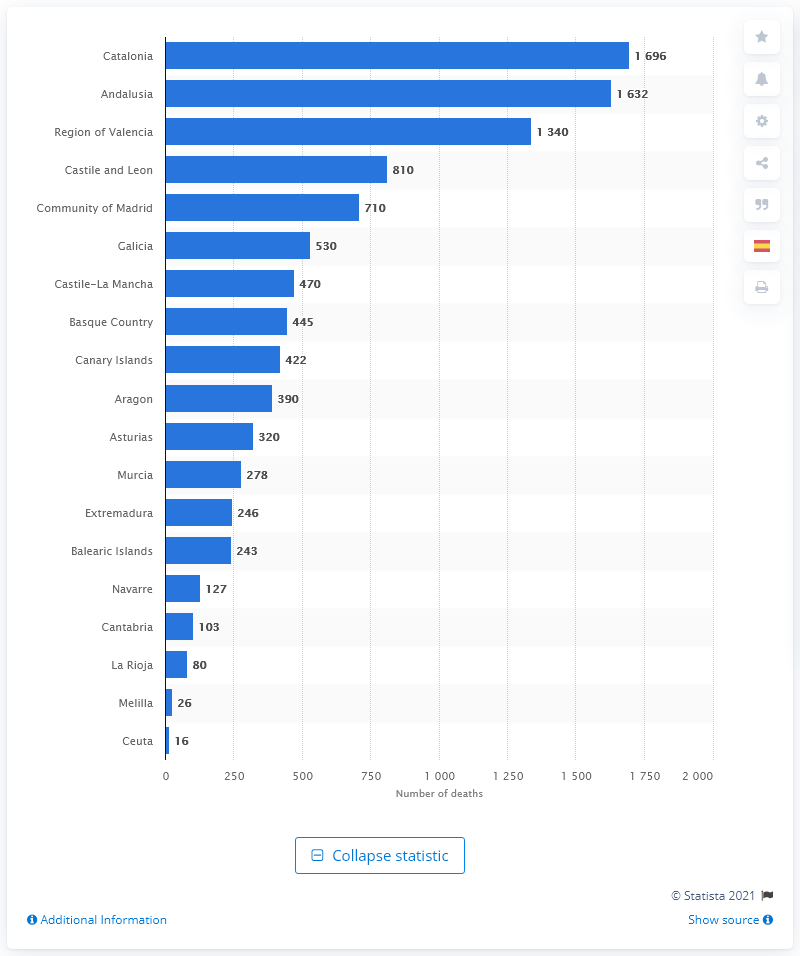 Catalonia 1 696
Andalusia 1 632
Region of Valencia 1 340
Castile and Leon 810
Community of Madrid 710
Galicia 530
Castile-La Mancha 470
Basque Country 445
Canary Islands 422
Aragon 390
Asturias 320
Murcia 278
Extremadura 246
Balearic Islands 243
Navarre 127
Cantabria 103
La Rioja 80
Melilla 26
Ceuta 16
0 250 500 750 1 000 1 250 1 500 1 750 2 000
Number of deaths
Collapse statistic
© Statista 2021
Additional Information Show source